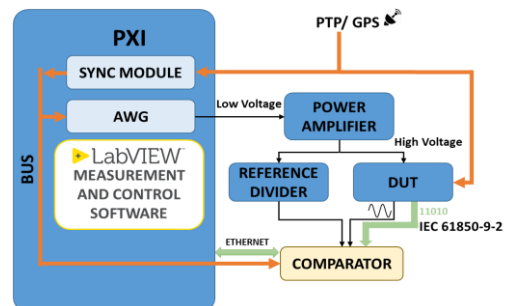 PXI
PTP/ GPS
SYNC MODULE
AWG
Low Voltage
POWER
AMPLIFIER
High Voltage
LabVIEW™
MEASUREMENT
AND CONTROL
SOFTWARE
BUS
REFERENCE
DIVIDER
DUT
11010
IEC 61850-9-2
ETHERNET
COMPARATOR